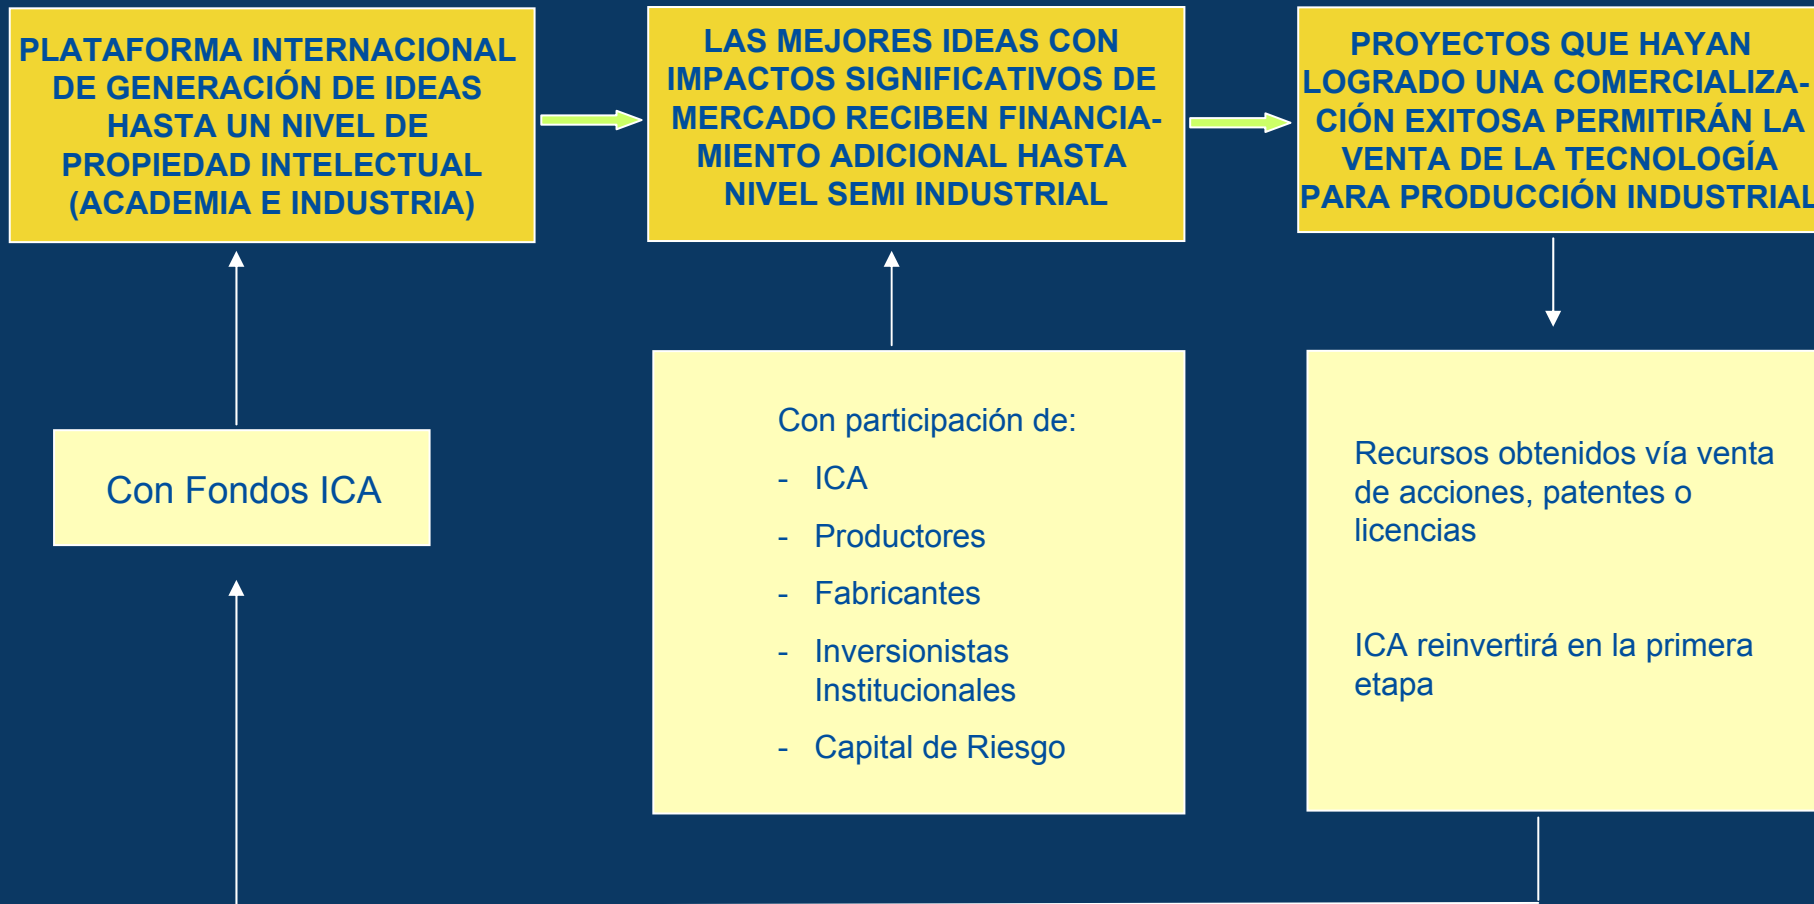 PLATAFORMA INTERNACIONAL
DE GENERACIÓN DE IDEAS
HASTA UN NIVEL DE
PROPIEDAD INTELECTUAL
(ACADEMIA E INDUSTRIA)
LAS MEJORES IDEAS CON
IMPACTOS SIGNIFICATIVOS DE
MERCADO RECIBEN FINANCIA-
MIENTO ADICIONAL HASTA
NIVEL SEMI INDUSTRIAL
PROYECTOS QUE HAYAN
LOGRADO UNA COMERCIALIZA-
CIÓN EXITOSA PERMITIRÁN LA
VENTA DE LA TECNOLOGÍA
PARA PRODUCCIÓN INDUSTRIAL
Con Fondos ICA
Con participación de:
- ICA
- Productores
- Fabricantes
- Inversionistas
Institucionales
- Capital de Riesgo
Recursos obtenidos vía venta
de acciones, patentes o
licencias
ICA reinvertirá en la primera
etapa